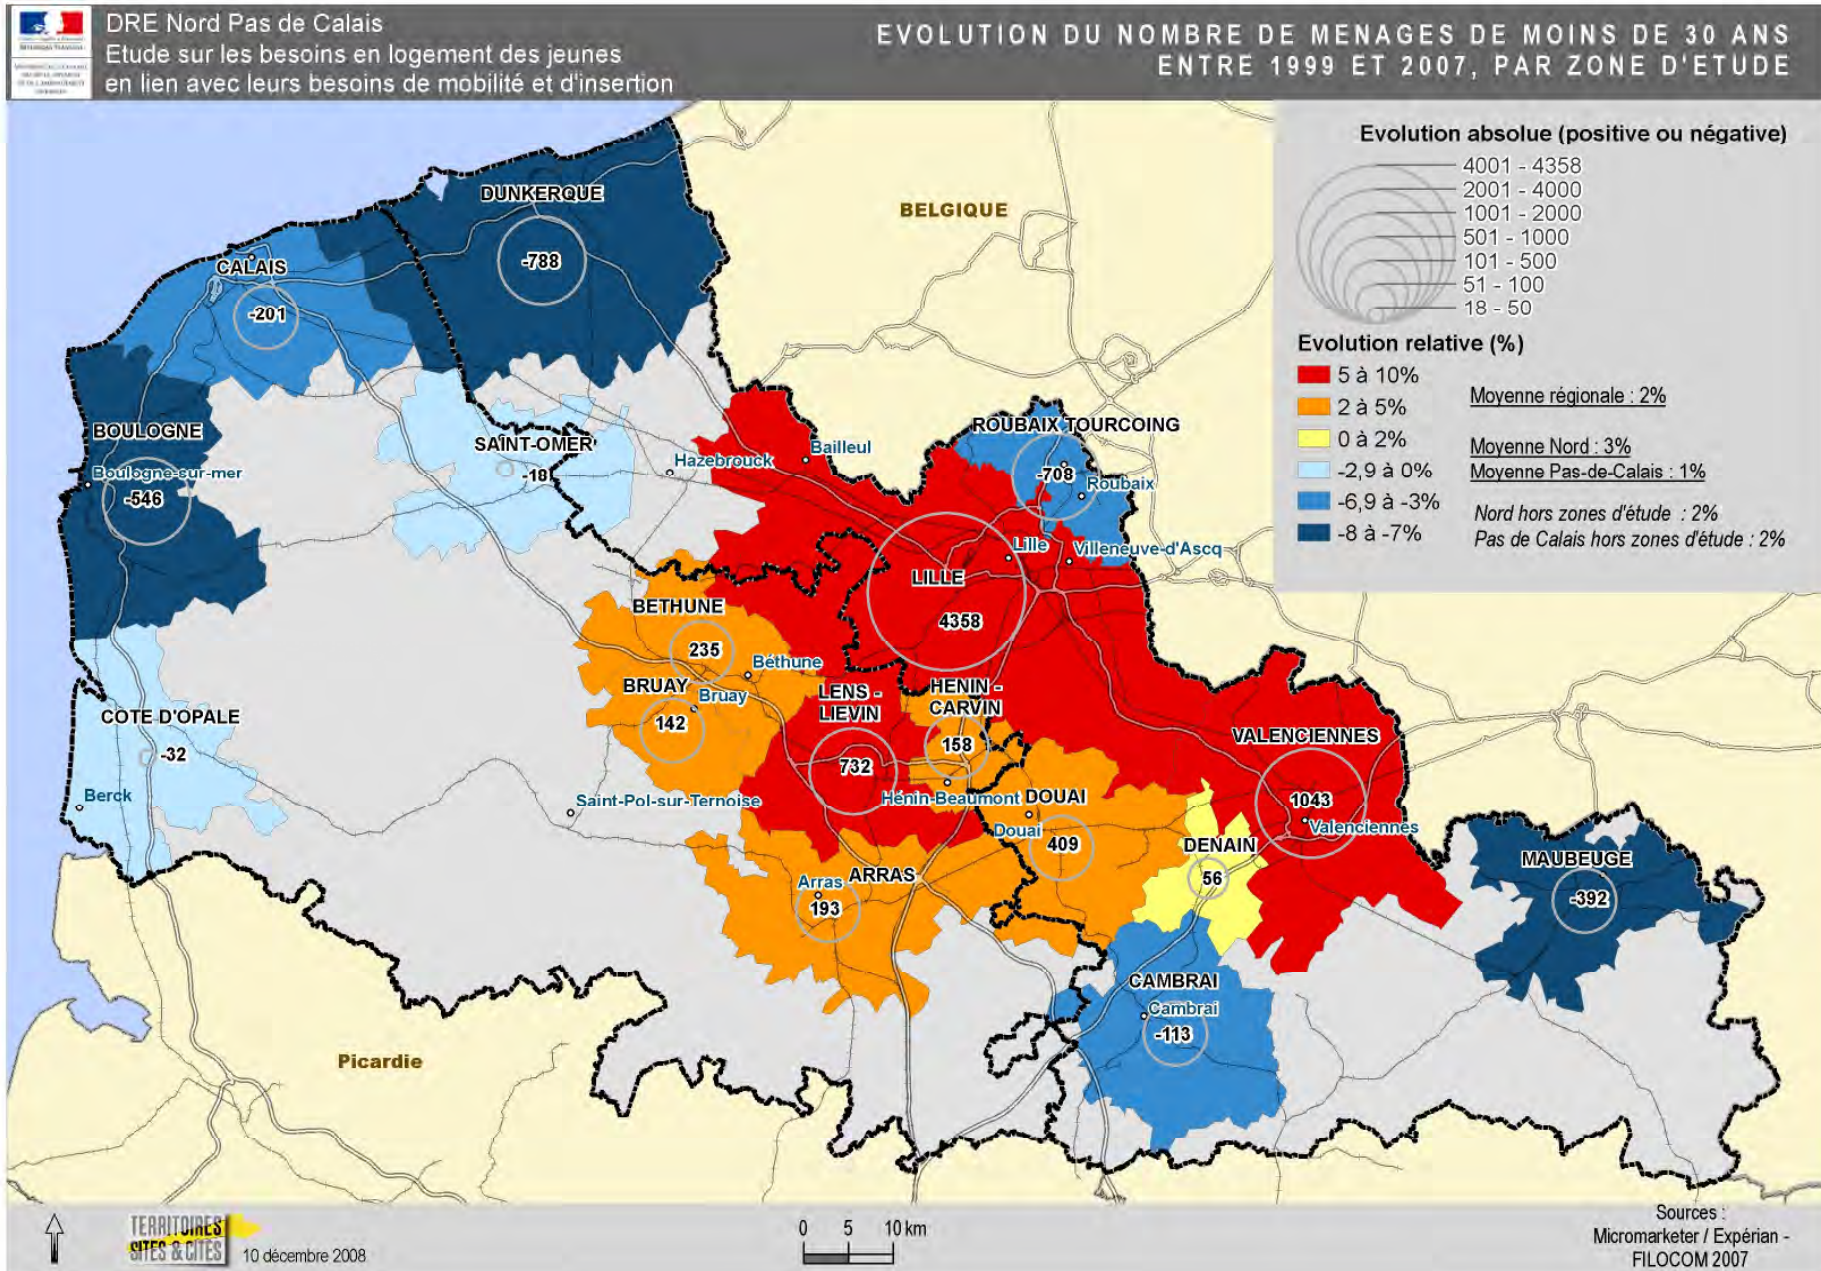 DRE Nord Pas de Calais
Etude sur les besoins en logement des jeunes
en lien avec leurs besoins de mobilité et d'insertion
EVOLUTION DU NOMBRE DE MENAGES DE MOINS DE 30 ANS
ENTRE 1999 ET 2007, PAR ZONE D'ETUDE
Evolution absolue (positive ou négative)
4001 - 4358
2001 - 4000
1001 - 2000
501 - 1000
101 - 500
51 - 100
18 - 50
Evolution relative (%)
5 à 10%
2 à 5%
0 à 2%
-2,9 à 0%
-6,9 à -3%
-8 à -7%
Moyenne régionale : 2%
Moyenne Nord : 3%
Moyenne Pas-de-Calais : 1%
Nord hors zones d'étude : 2%
Pas de Calais hors zones d'étude : 2%
BELGIQUE
DUNKERQUE
-788
CALAIS
-201
BOULOGNE
Boulogne-sur-mer
-546
SAINT-OMER
-18
Hazebrouck
Bailleul
ROUBAIX TOURCOING
-708
Roubaix
Lille
Villeneuve-d'Ascq
LILLE
4358
BETHUNE
235
Béthune
BRUAY
Bruay
142
LENS -
LIEVIN
732
HENIN -
CARVIN
158
Hénin-Beaumont
COTE D'OPALE
-32
Berck
Saint-Pol-sur-Ternoise
VALENCIENNES
1043
Valenciennes
DOUAI
Douai
409
DENAIN
56
MAUBEUGE
-392
ARRAS
Arras
193
CAMBRAI
Cambrai
-113
Picardie
TERRITOIRES
SITES & CITÉS
10 décembre 2008
0 5 10 km
Sources :
Micromarketer / Expérian -
FILOCOM 2007